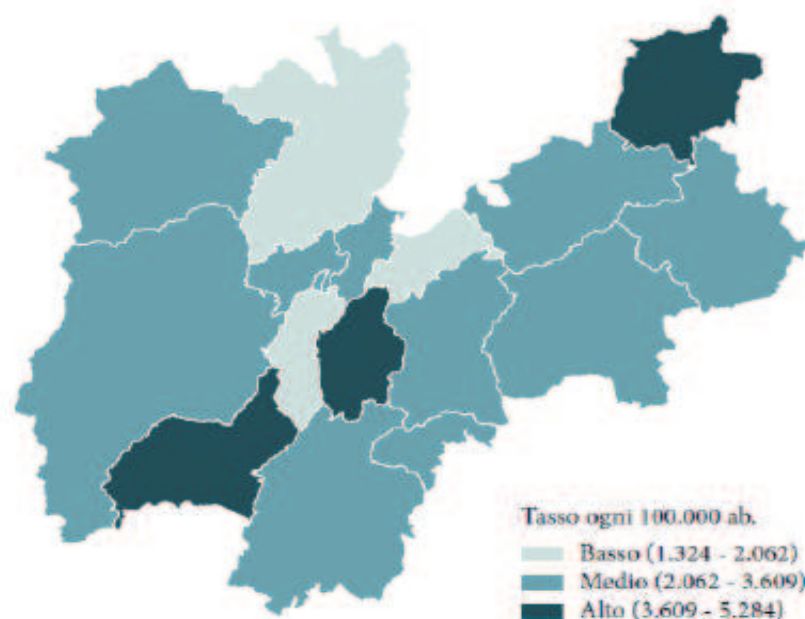 Tasso ogni 100.000 ab.
Basso (1.324 - 2.062)
Medio (2.062 - 3.609)
Alto (3.609 - 5.284)